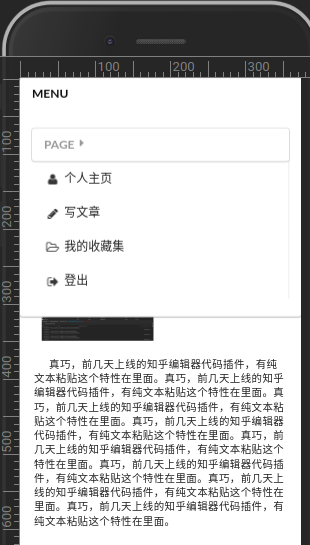 100 200 300
MENU
100
PAGE
个人主页
200
写文章
我的收藏集
300
登出
400
真巧，前几天上线的知乎编辑器代码插件，有纯
文本粘贴这个特性在里面。真巧，前几天上线的知乎
编辑器代码插件，有纯文本粘贴这个特性在里面。真
巧，前几天上线的知乎编辑器代码插件，有纯文本粘
贴这个特性在里面。真巧，前几天上线的知乎编辑器
代码插件，有纯文本粘贴这个特性在里面。真巧，前
几天上线的知乎编辑器代码插件，有纯文本粘贴这个
特性在里面。真巧，前几天上线的知乎编辑器代码插
件，有纯文本粘贴这个特性在里面。真巧，前几天上
线的知乎编辑器代码插件，有纯文本粘贴这个特性在
里面。真巧，前几天上线的知乎编辑器代码插件，有
纯文本粘贴这个特性在里面。
500
600